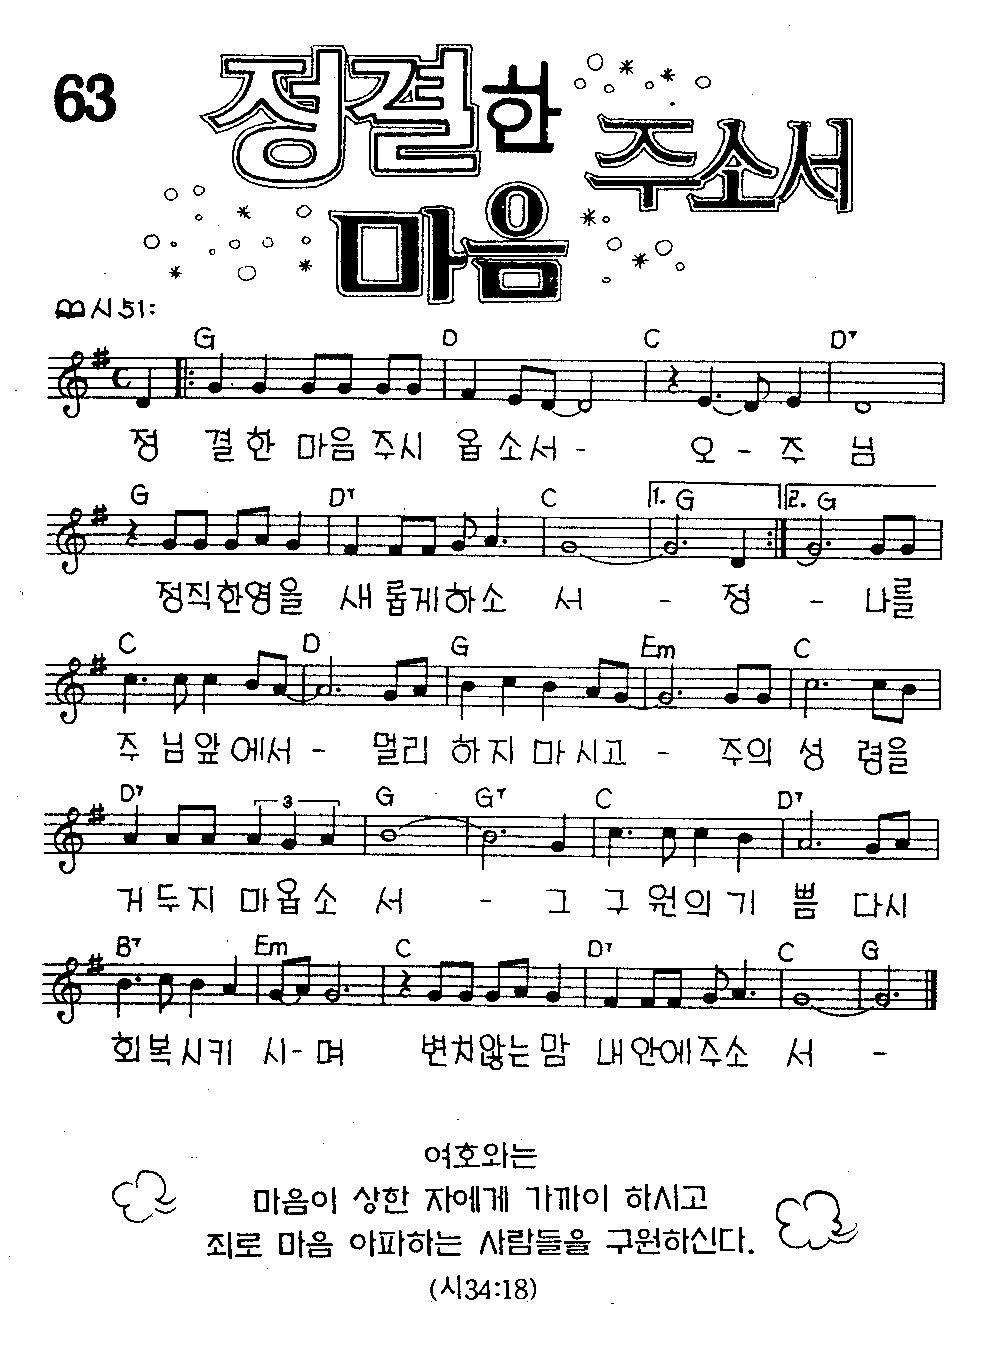 63
정결한 마음 주소서
시 51:
G D C D7
정 결한 마음 주시 옵 소서 - 오 - 주 님
G D7 C 1. G 2. G
정직한영을 새롭게하소 서 - 정 - 나를
C D G Em C
주 님앞에서 - 멀리 하지 마시고 - 주의 성 령을
D7 3 G G7 C D7
거 두지 마옵소 서 - 그 구 원의 기 쁨 다시
B7 Em C D7 C G
회복시키 시-며 변치않는맘 내안에주소 서 -
여호와는
마음이 상한 자에게 가까이 하시고
죄로 마음 아파하는 사람들을 구원하신다.
(시34:18)